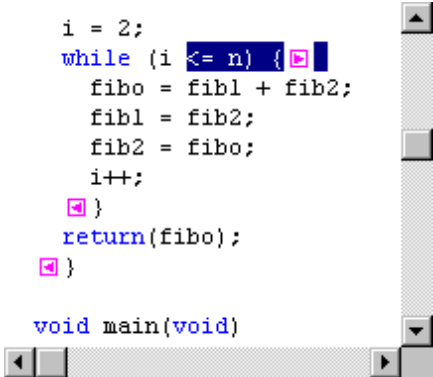 i = 2;
while (i <= n) {
fibo = fib1 + fib2;
fib1 = fib2;
fib2 = fibo;
i++;
}
return(fibo);
}
void main(void)